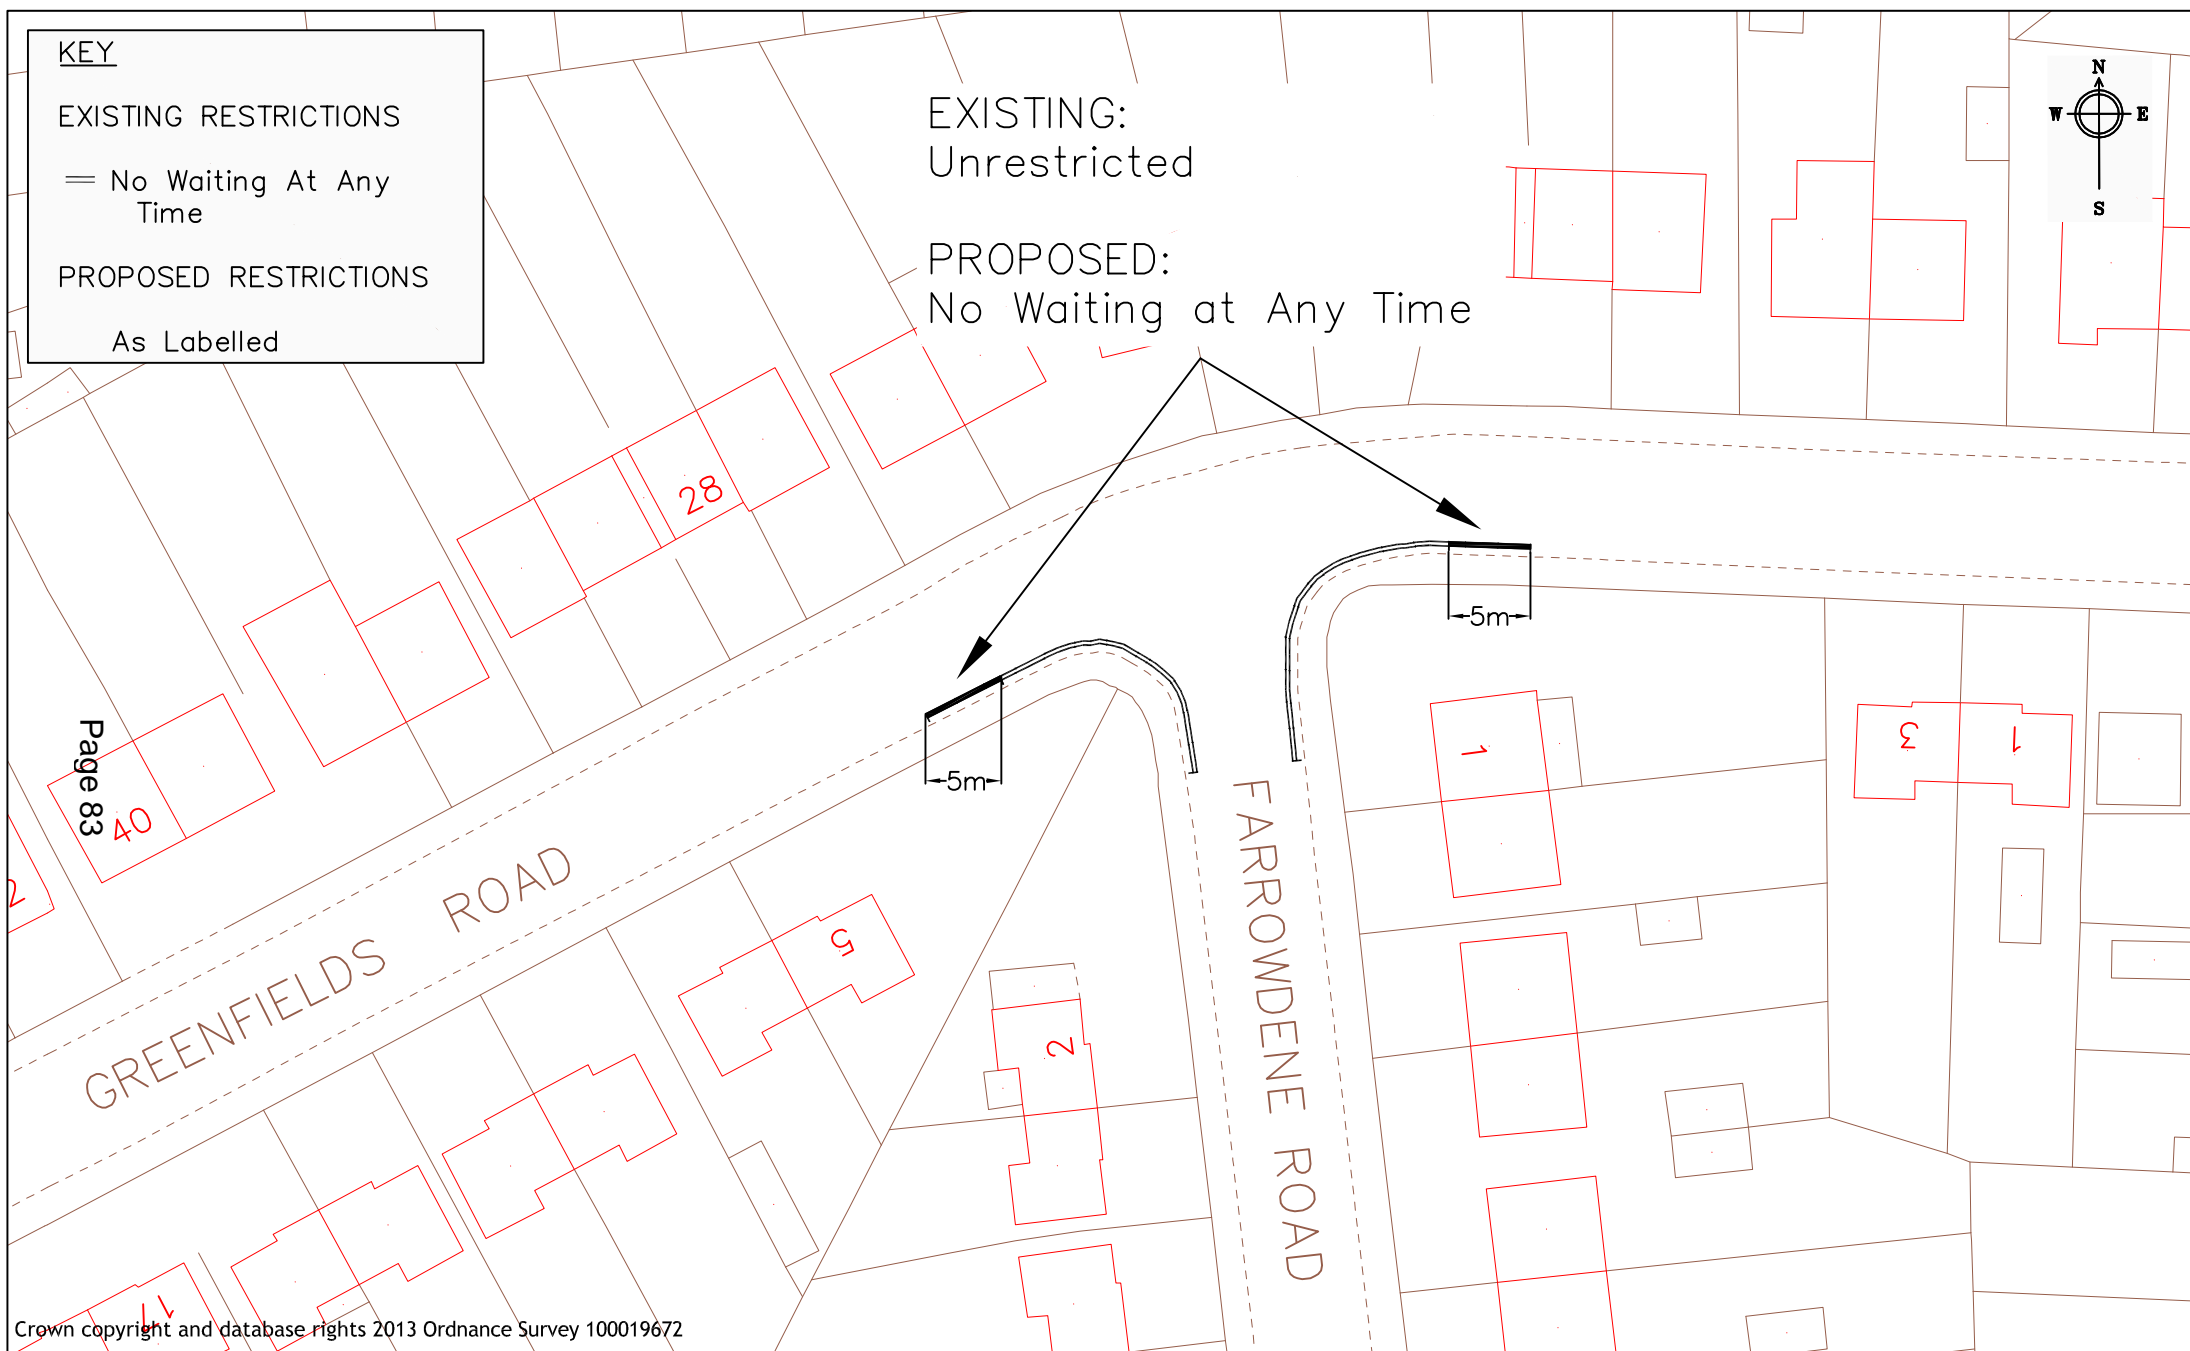 KEY
EXISTING RESTRICTIONS
No Waiting At Any
Time
PROPOSED RESTRICTIONS
As Labelled
EXISTING:
Unrestricted
PROPOSED:
No Waiting at Any Time
N
W E
S
28
5m
5m
Page 83
40
2
1
3
1
GREENFIELDS ROAD
FARROWDENE ROAD
5
2
17
Crown copyright and database rights 2013 Ordnance Survey 100019672